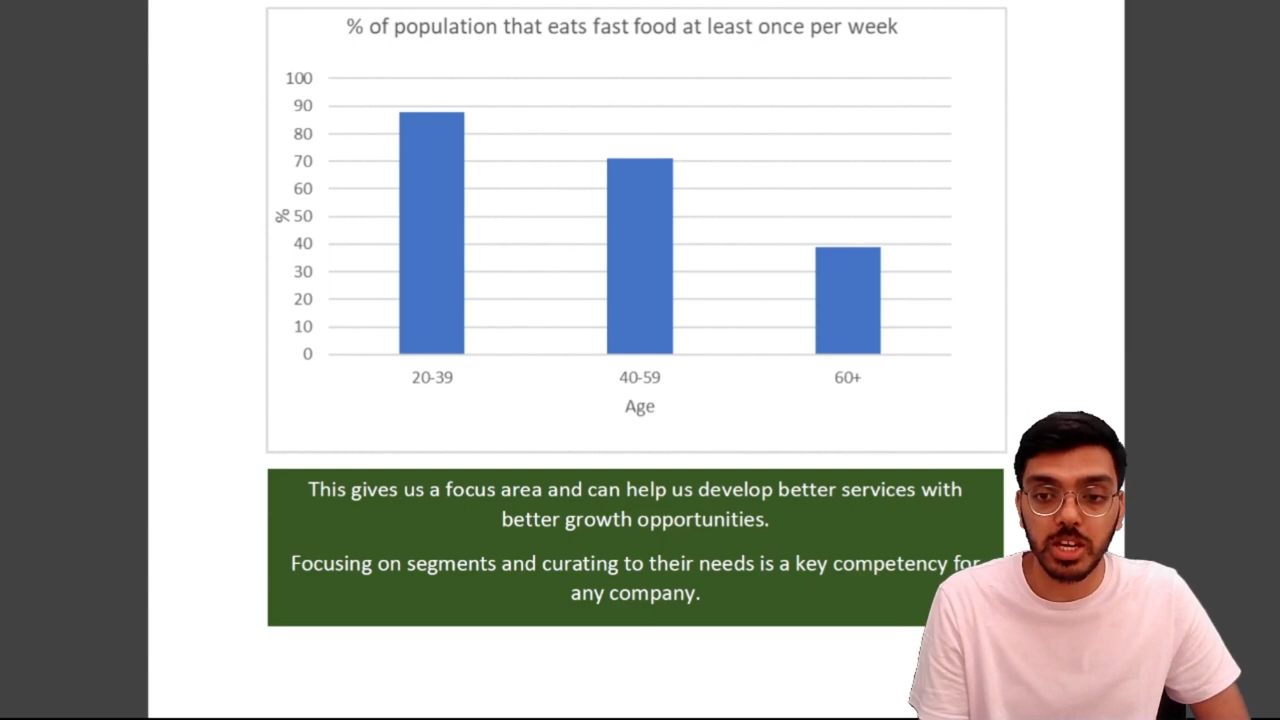 % of population that eats fast food at least once per week
100
90
80
70
60
% 50
40
30
20
10
0
20-39 40-59 60+
Age
This gives us a focus area and can help us develop better services with
better growth opportunities.
Focusing on segments and curating to their needs is a key competency for
any company.